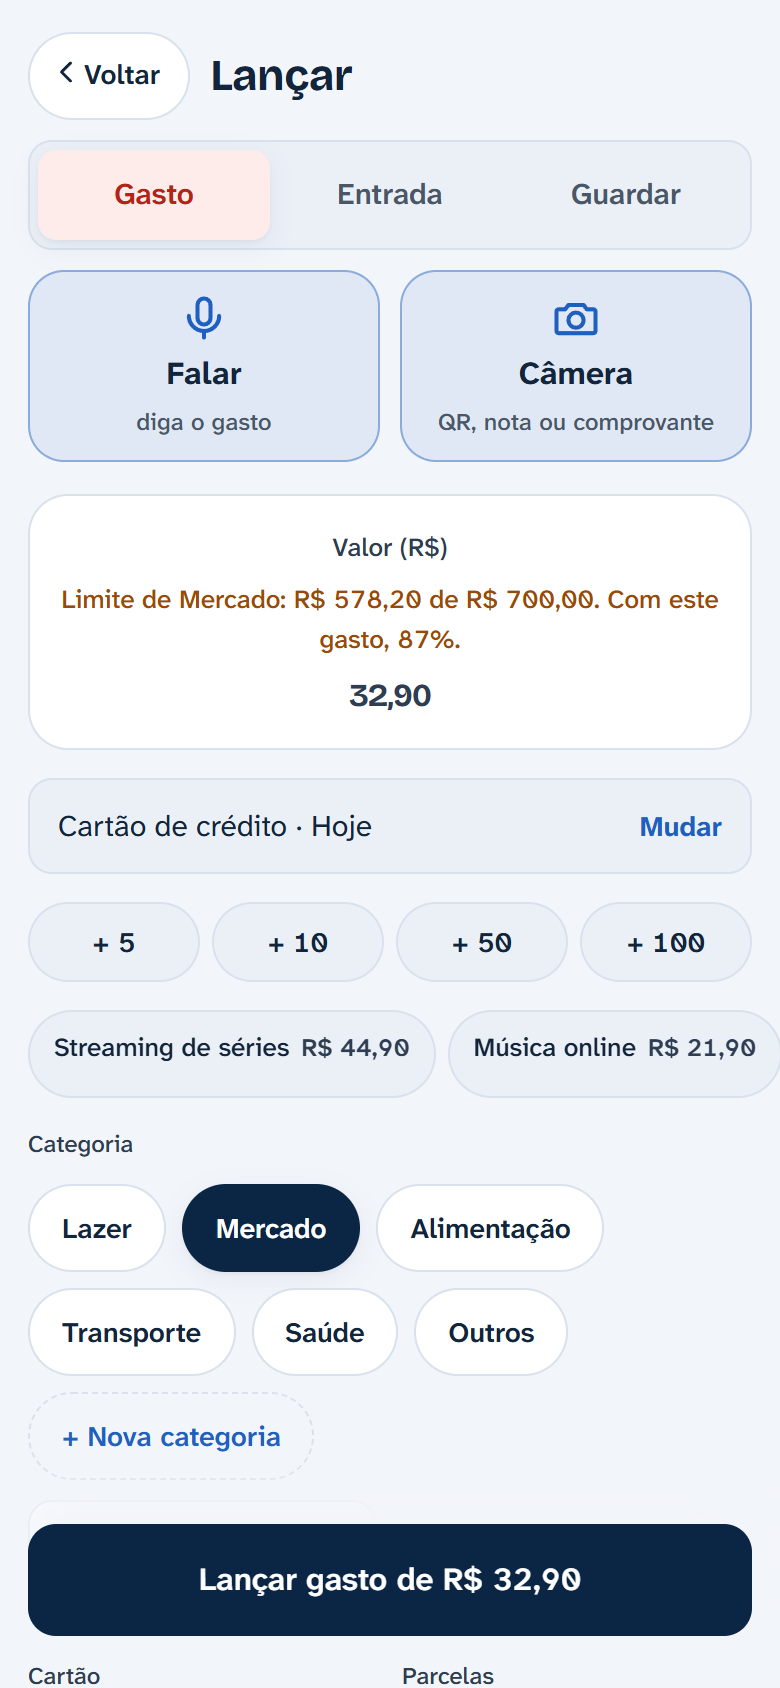 Voltar
Lançar
Gasto
Entrada
Guardar
Falar
diga o gasto
Câmera
QR, nota ou comprovante
Valor (R$)
Limite de Mercado: R$ 578,20 de R$ 700,00. Com este
gasto, 87%.
32,90
Cartão de crédito · Hoje
Mudar
+ 5
+ 10
+ 50
+ 100
Streaming de séries R$ 44,90
Música online R$ 21,90
Categoria
Lazer
Mercado
Alimentação
Transporte
Saúde
Outros
+ Nova categoria
Lançar gasto de R$ 32,90
Cartão
Parcelas